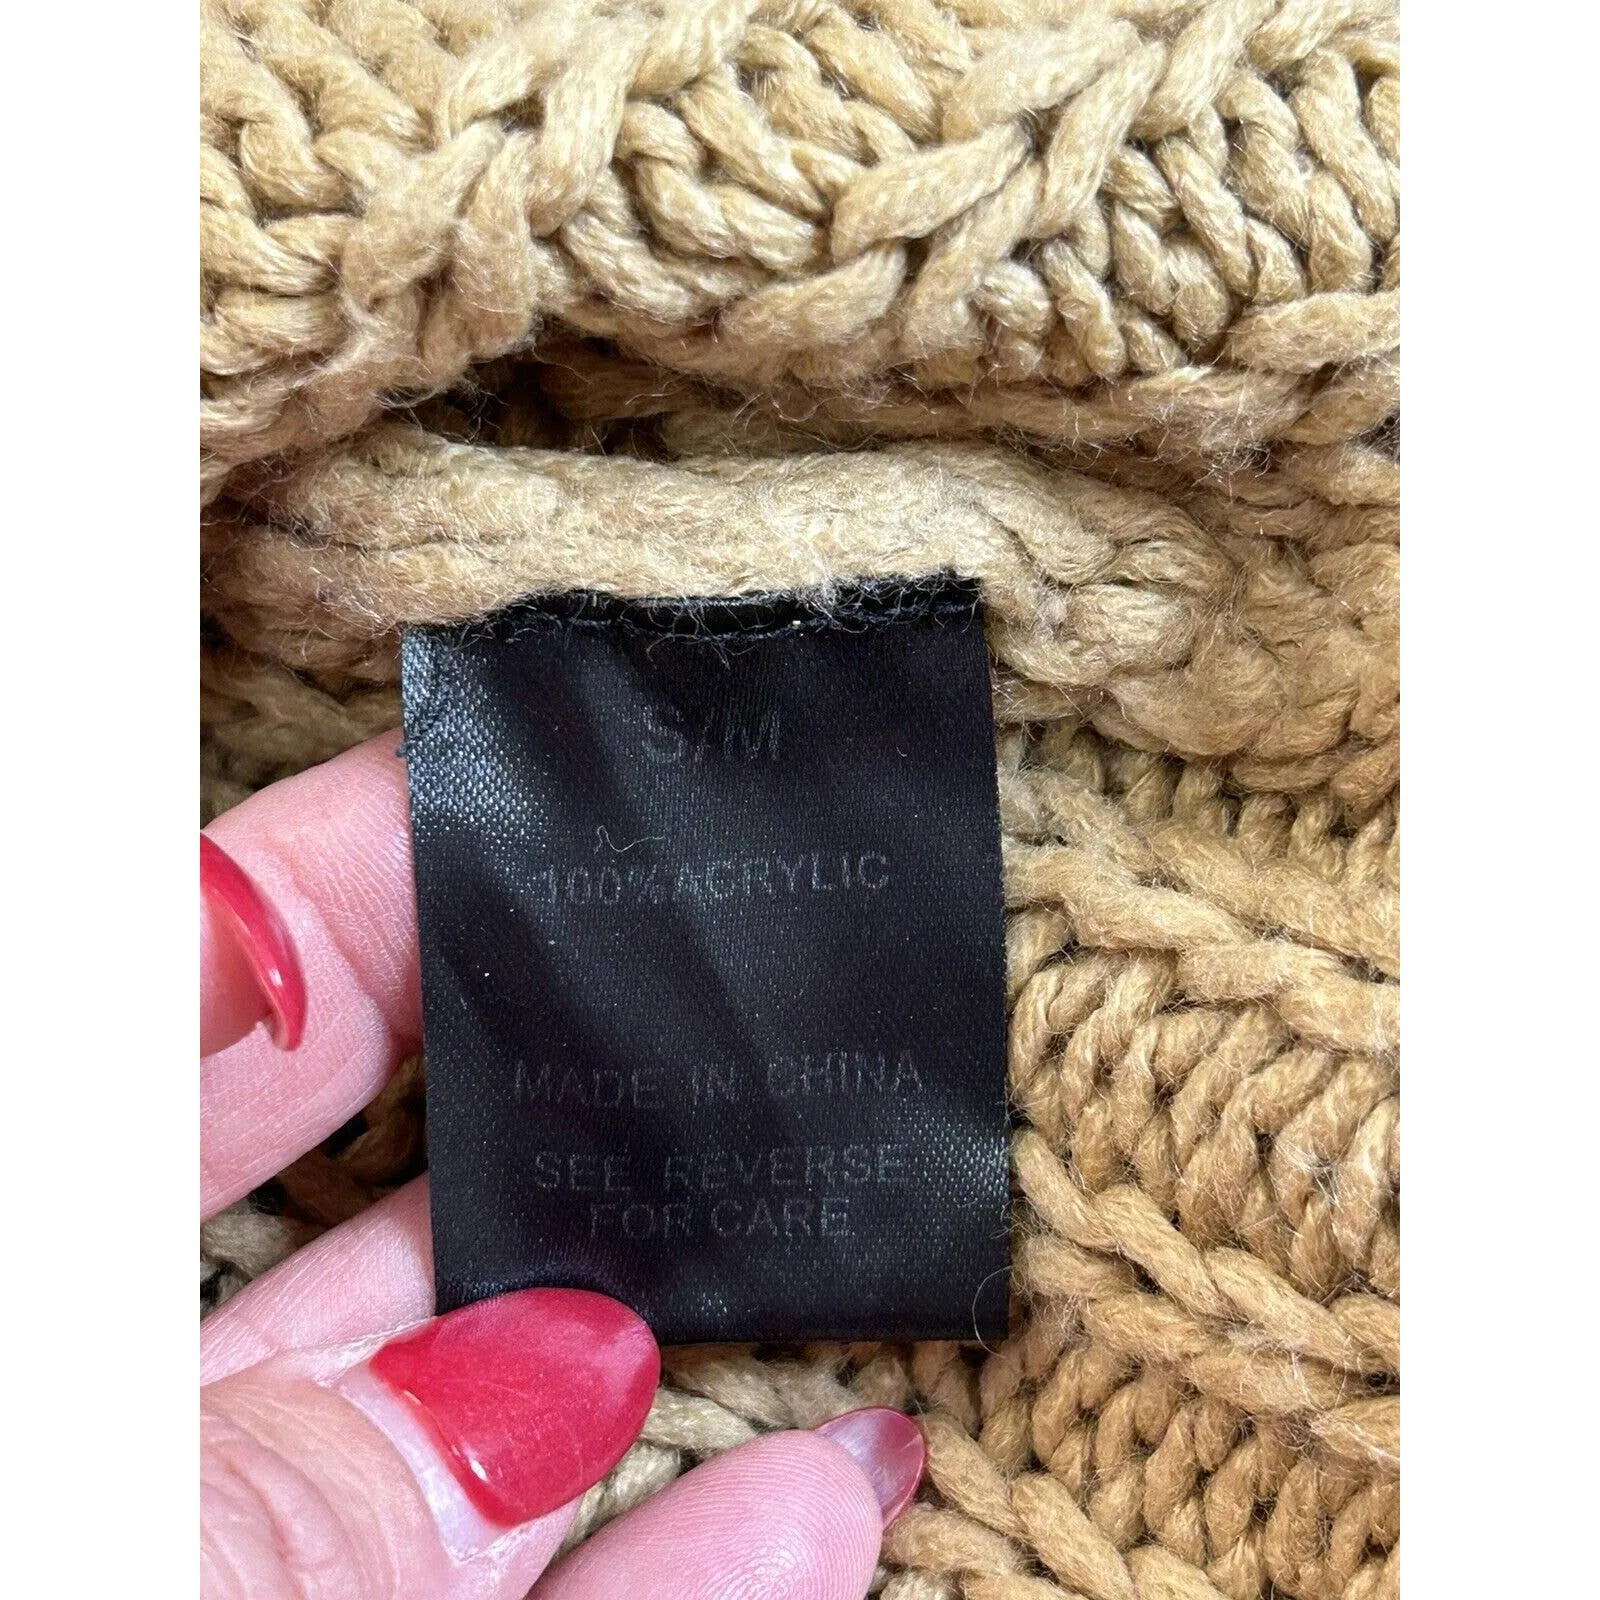 S/M
100% ACRYLIC
MADE IN CHINA
SEE REVERSE
FOR CARE